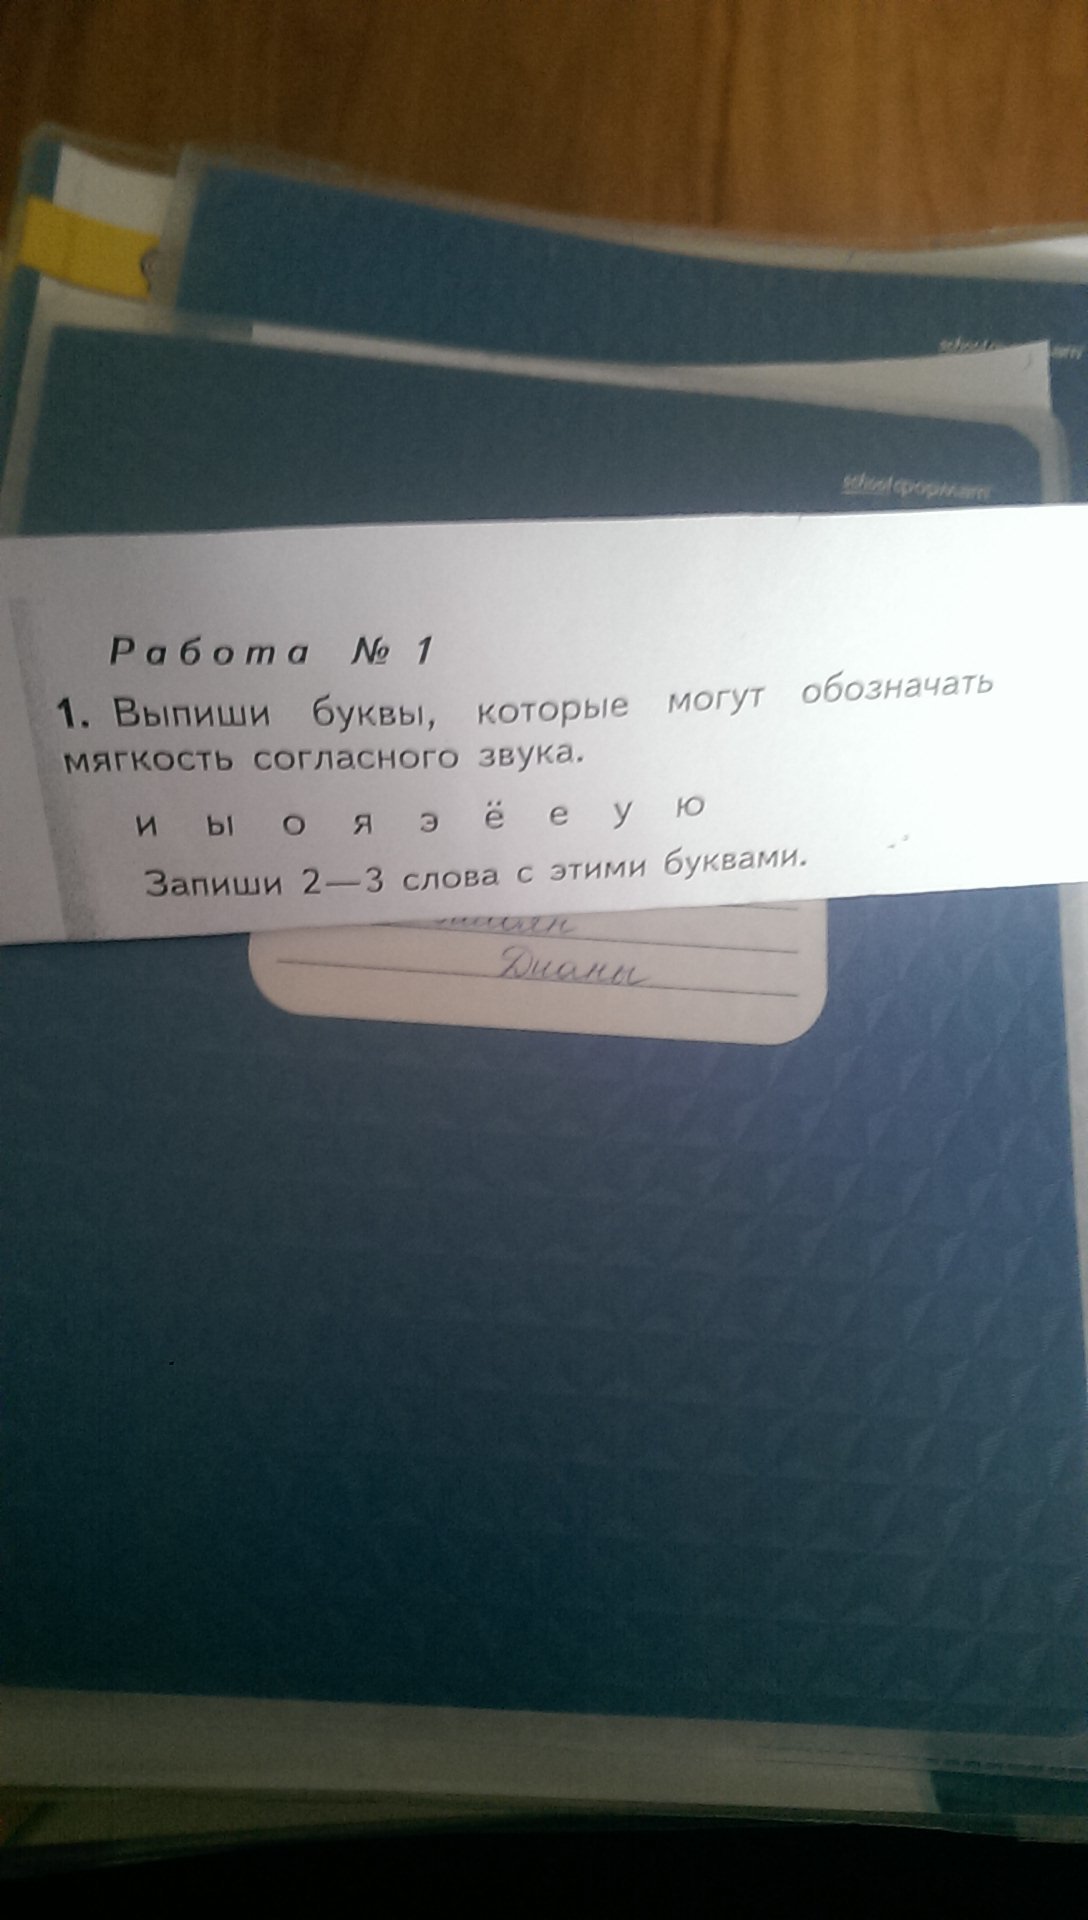 schoolформат
Работа № 1
1. Выпиши буквы, которые могут обозначать
мягкость согласного звука.
и ы о я э ё е у ю
Запиши 2—3 слова с этими буквами.
Дианы